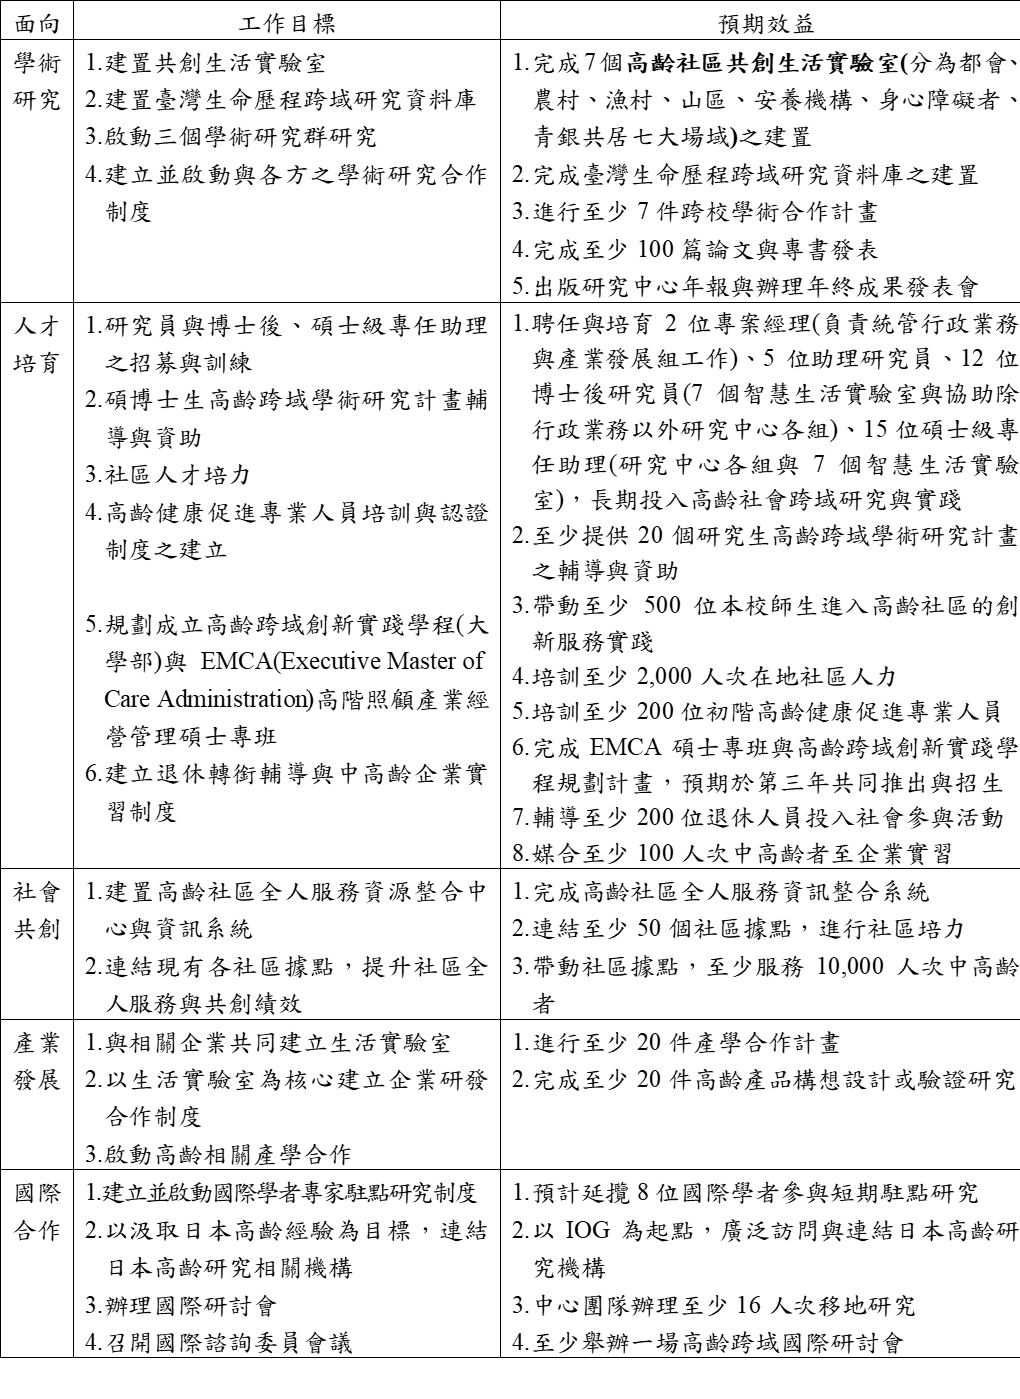 面向 工作目標 預期效益
學術
研究
1.建置共創生活實驗室
2.建置臺灣生命歷程跨域研究資料庫
3.啟動三個學術研究群研究
4.建立並啟動與各方之學術研究合作
制度
1.完成7個高齡社區共創生活實驗室(分為都會、
農村、漁村、山區、安養機構、身心障礙者、
青銀共居七大場域)之建置
2.完成臺灣生命歷程跨域研究資料庫之建置
3.進行至少 7 件跨校學術合作計畫
4.完成至少 100 篇論文與專書發表
5.出版研究中心年報與辦理年終成果發表會
人才
培育
1.研究員與博士後、碩士級專任助理
之招募與訓練
2.碩博士生高齡跨域學術研究計畫輔
導與資助
3.社區人才培力
4.高齡健康促進專業人員培訓與認證
制度之建立
5.規劃成立高齡跨域創新實踐學程(大
學部)與 EMCA(Executive Master of
Care Administration)高階照顧產業經
營管理碩士專班
6.建立退休轉銜輔導與中高齡企業實
習制度
1.聘任與培育 2 位專案經理(負責統管行政業務
與產業發展組工作)、5 位助理研究員、12 位
博士後研究員(7 個智慧生活實驗室與協助除
行政業務以外研究中心各組)、15 位碩士級專
任助理(研究中心各組與 7 個智慧生活實驗
室)，長期投入高齡社會跨域研究與實踐
2.至少提供 20 個研究生高齡跨域學術研究計畫
之輔導與資助
3.帶動至少 500 位本校師生進入高齡社區的創
新服務實踐
4.培訓至少 2,000 人次在地社區人力
5.培訓至少 200 位初階高齡健康促進專業人員
6.完成 EMCA 碩士專班與高齡跨域創新實踐學
程規劃計畫，預期於第三年共同推出與招生
7.輔導至少 200 位退休人員投入社會參與活動
8.媒合至少 100 人次中高齡者至企業實習
社會
共創
1.建置高齡社區全人服務資源整合中
心與資訊系統
2.連結現有各社區據點，提升社區全
人服務與共創績效
1.完成高齡社區全人服務資訊整合系統
2.連結至少 50 個社區據點，進行社區培力
3.帶動社區據點，至少服務 10,000 人次中高齡
者
產業
發展
1.與相關企業共同建立生活實驗室
2.以生活實驗室為核心建立企業研發
合作制度
3.啟動高齡相關產學合作
1.進行至少 20 件產學合作計畫
2.完成至少 20 件高齡產品構想設計或驗證研究
國際
合作
1.建立並啟動國際學者專家駐點研究制度
2.以汲取日本高齡經驗為目標，連結
日本高齡研究相關機構
3.辦理國際研討會
4.召開國際諮詢委員會議
1.預計延攬 8 位國際學者參與短期駐點研究
2.以 IOG 為起點，廣泛訪問與連結日本高齡研
究機構
3.中心團隊辦理至少 16 人次移地研究
4.至少舉辦一場高齡跨域國際研討會